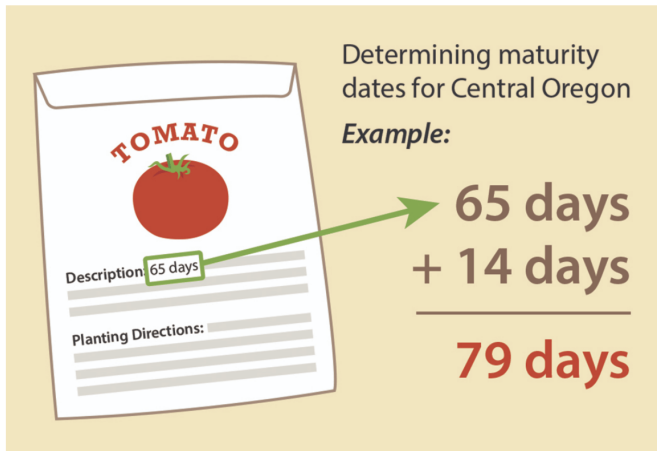 Determining maturity
dates for Central Oregon
Example:
TOMATO
Description: 65 days
Planting Directions:
65 days
+ 14 days
79 days